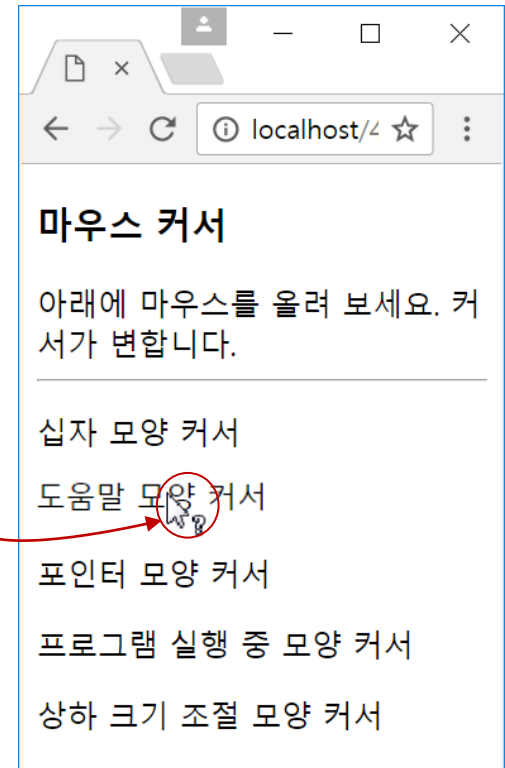 localhost/4
마우스 커서
아래에 마우스를 올려 보세요. 커
서가 변합니다.
십자 모양 커서
도움말 모양 커서
포인터 모양 커서
프로그램 실행 중 모양 커서
상하 크기 조절 모양 커서